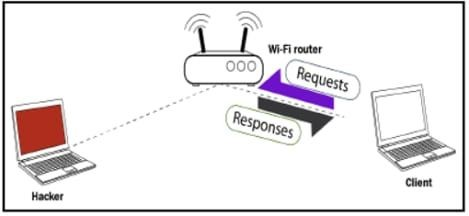 Wi-Fi router
Requests
Responses
Hacker
Client